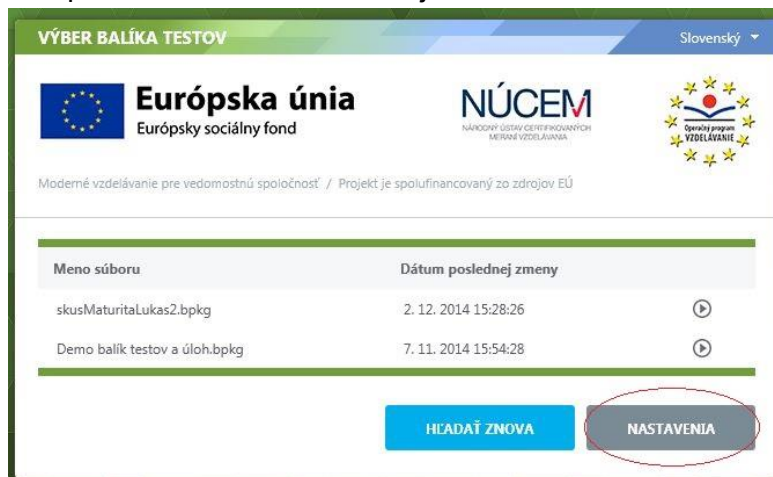 VÝBER BALÍKA TESTOV
Slovenský
Európska únia
Európsky sociálny fond
NÚCEM
NÁRODNÝ ÚSTAV CERTIFIKOVANÝCH
MERANÍ VZDELÁVANIA
Operačný program
VZDELÁVANIE
Moderné vzdelávanie pre vedomostnú spoločnosť / Projekt je spolufinancovaný zo zdrojov EÚ
Meno súboru Dátum poslednej zmeny
skusMaturitaLukas2.bpkg 2. 12. 2014 15:28:26
Demo balík testov a úloh.bpkg 7. 11. 2014 15:54:28
HĽADAŤ ZNOVA NASTAVENIA